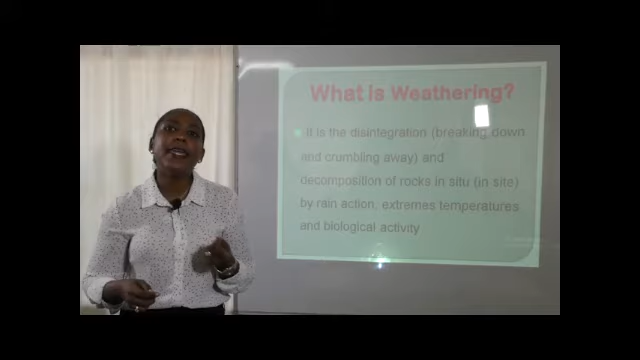 What is Weathering?
It is the disintegration (breaking down
and crumbling away) and
decomposition of rocks in situ (in site)
by rain action, extremes temperatures
and biological activity